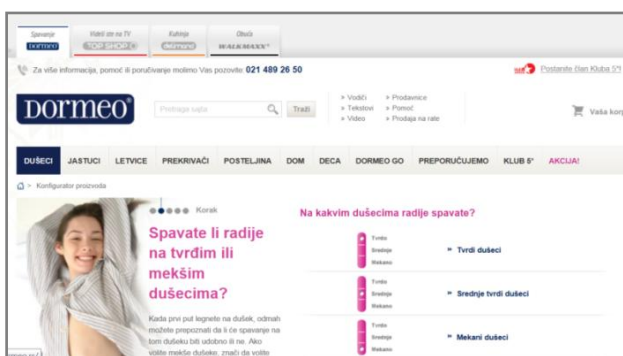 Spavanje
Videli ste na TV
Kuhinja
Obuća
DORMEO
TOP SHOP
delimano
WALKMAXX
Za više informacija, pomoć ili poručivanje molimo Vas pozovite: 021 489 26 50
Postanite član Kluba 5*!
DORMEO®
Pretraga sajta
Traži
» Vodiči
» Tekstovi
» Video
» Prodavnice
» Pomoć
» Prodaja na rate
Vaša korp
DUŠECI JASTUCI LETVICE PREKRIVAČI POSTELJINA DOM DECA DORMEO GO PREPORUČUJEMO KLUB 5* AKCIJA!
» Konfigurator proizvoda
Korak
Spavate li radije
na tvrđim ili
mekšim
dušecima?
Kada prvi put legnete na dušek, odmah
možete prepoznati da li će spavanje na
tom dušeku biti udobno ili ne. Ako
volite mekše dušeke, znači da volite
Na kakvim dušecima radije spavate?
Tvrdo
Srednje
Mekano
» Tvrdi dušeci
Tvrdo
Srednje
Mekano
» Srednje tvrdi dušeci
Tvrdo
Srednje
Mekano
» Mekani dušeci